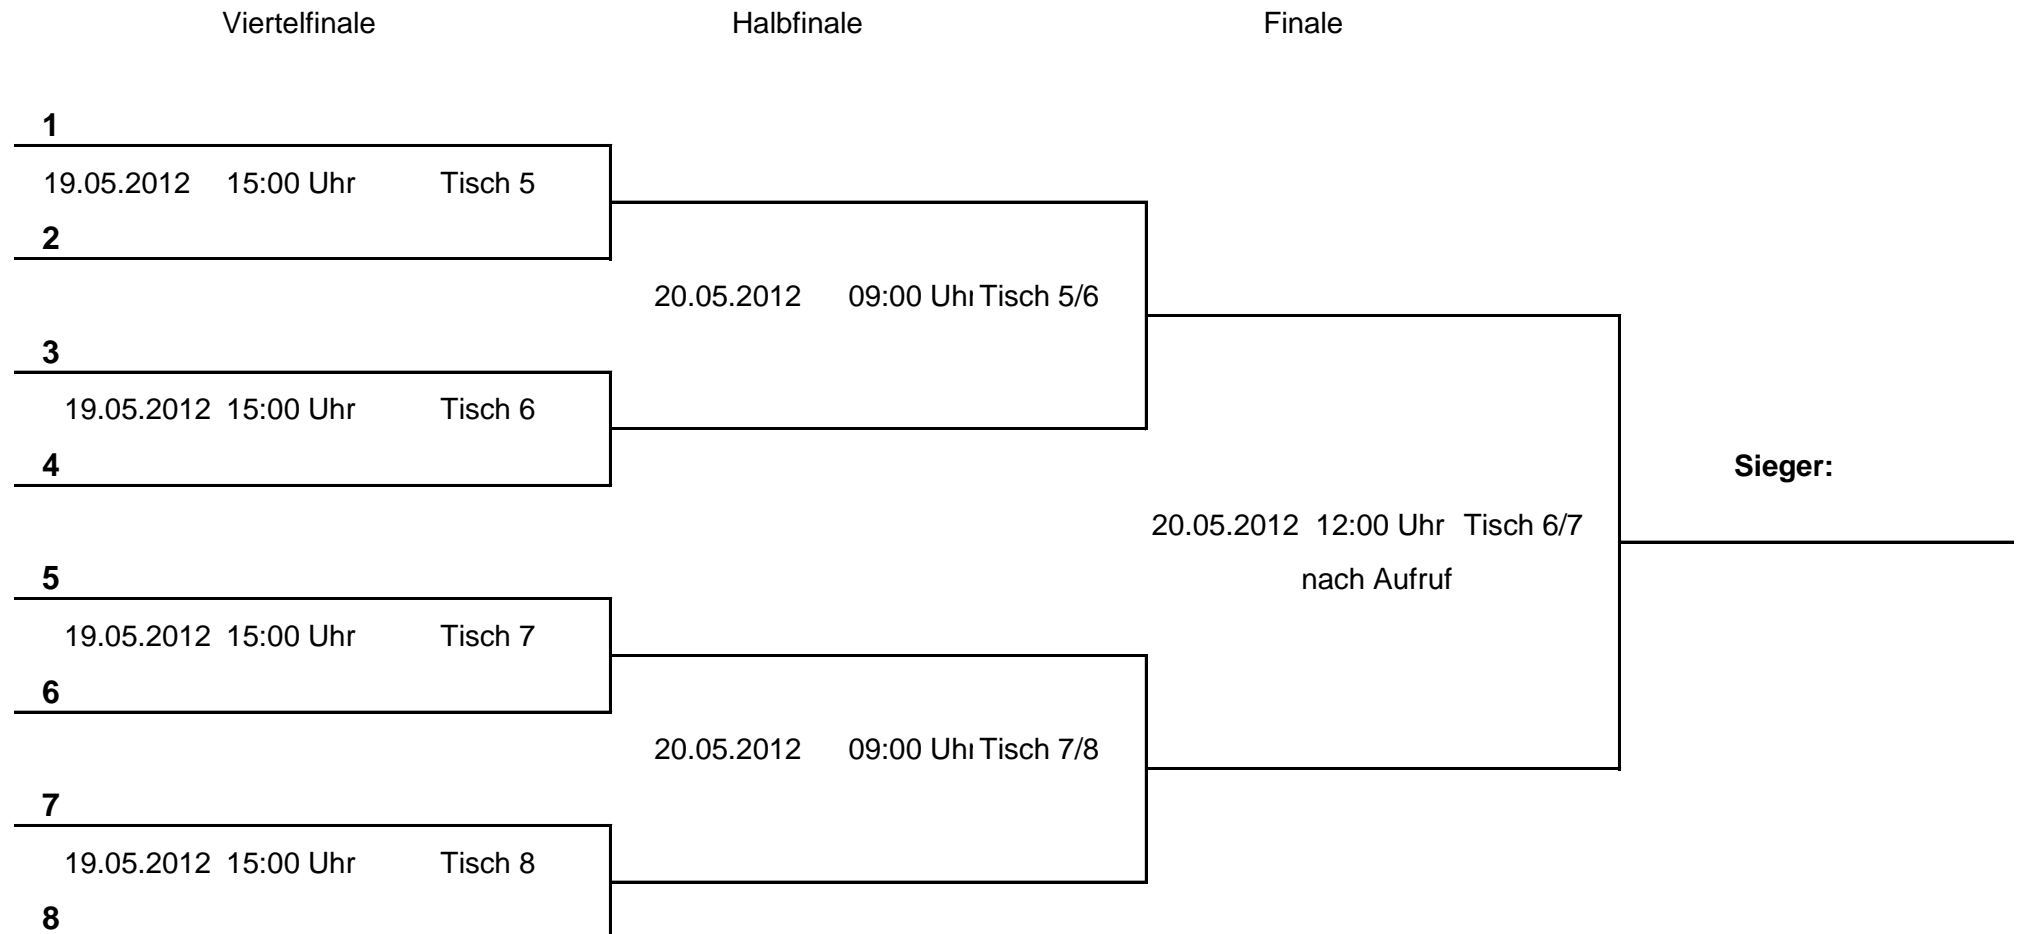 Viertelfinale Halbfinale Finale
1
19.05.2012 15:00 Uhr Tisch 5
2
20.05.2012 09:00 Uhr Tisch 5/6
3
19.05.2012 15:00 Uhr Tisch 6
4
Sieger:
20.05.2012 12:00 Uhr Tisch 6/7
5
nach Aufruf
19.05.2012 15:00 Uhr Tisch 7
6
20.05.2012 09:00 Uhr Tisch 7/8
7
19.05.2012 15:00 Uhr Tisch 8
8